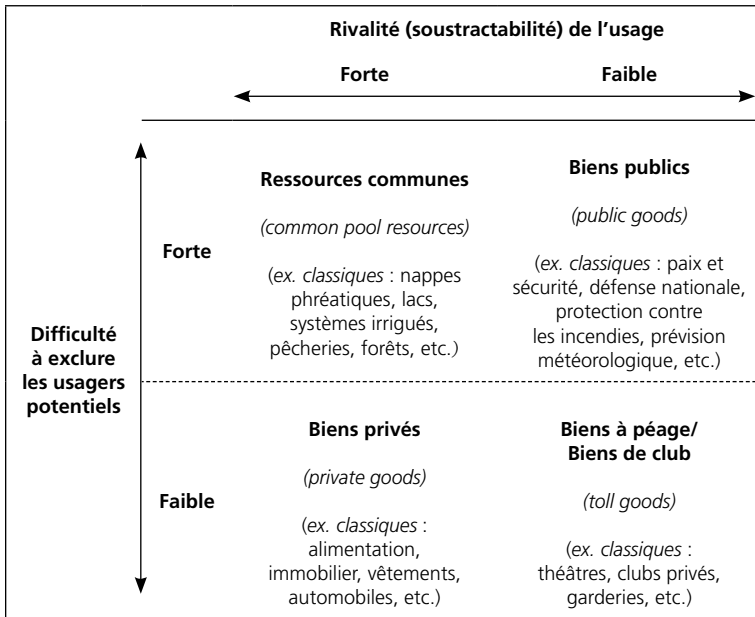 Rivalité (soustractabilité) de l'usage
Forte
Faible
Difficulté
à exclure
les usagers
potentiels
Forte
Ressources communes
(common pool resources)
(ex. classiques : nappes
phréatiques, lacs,
systèmes irrigués,
pêcheries, forêts, etc.)
Biens publics
(public goods)
(ex. classiques : paix et
sécurité, défense nationale,
protection contre
les incendies, prévision
météorologique, etc.)
Faible
Biens privés
(private goods)
(ex. classiques :
alimentation,
immobilier, vêtements,
automobiles, etc.)
Biens à péage/
Biens de club
(toll goods)
(ex. classiques :
théâtres, clubs privés,
garderies, etc.)